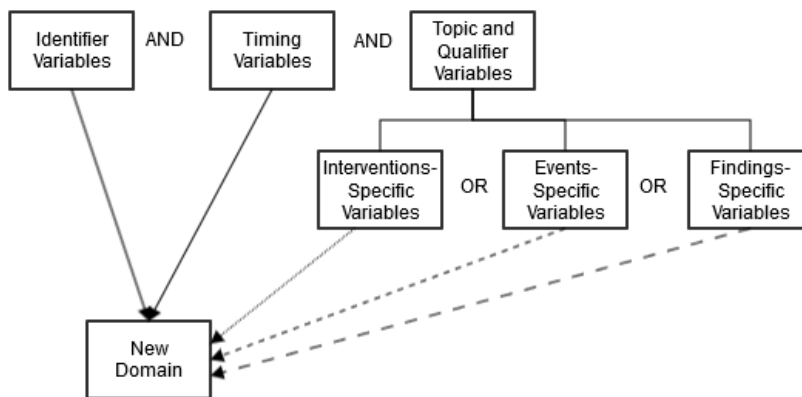 Identifier
Variables
AND
Timing
Variables
AND
Topic and
Qualifier
Variables
Interventions-
Specific
Variables
OR
Events-
Specific
Variables
OR
Findings-
Specific
Variables
New
Domain